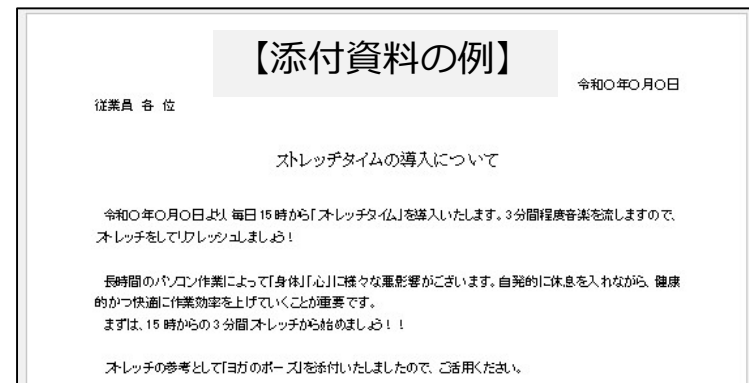 【添付資料の例】
令和〇年〇月〇日
従業員 各 位
ストレッチタイムの導入について
令和〇年〇月〇日より、毎日15時から「ストレッチタイム」を導入いたします。3分間程度音楽を流しますので、
ストレッチをしてリフレッシュしましょう!
長時間のパソコン作業によって「身体」「心」に様々な悪影響がございます。自発的に休息を入れながら、健康
的かつ快適に作業効率を上げていくことが重要です。
まずは、15時からの3分間ストレッチから始めましょう!!
ストレッチの参考として「ヨガのポーズ」を添付いたしましたので、ご活用ください。